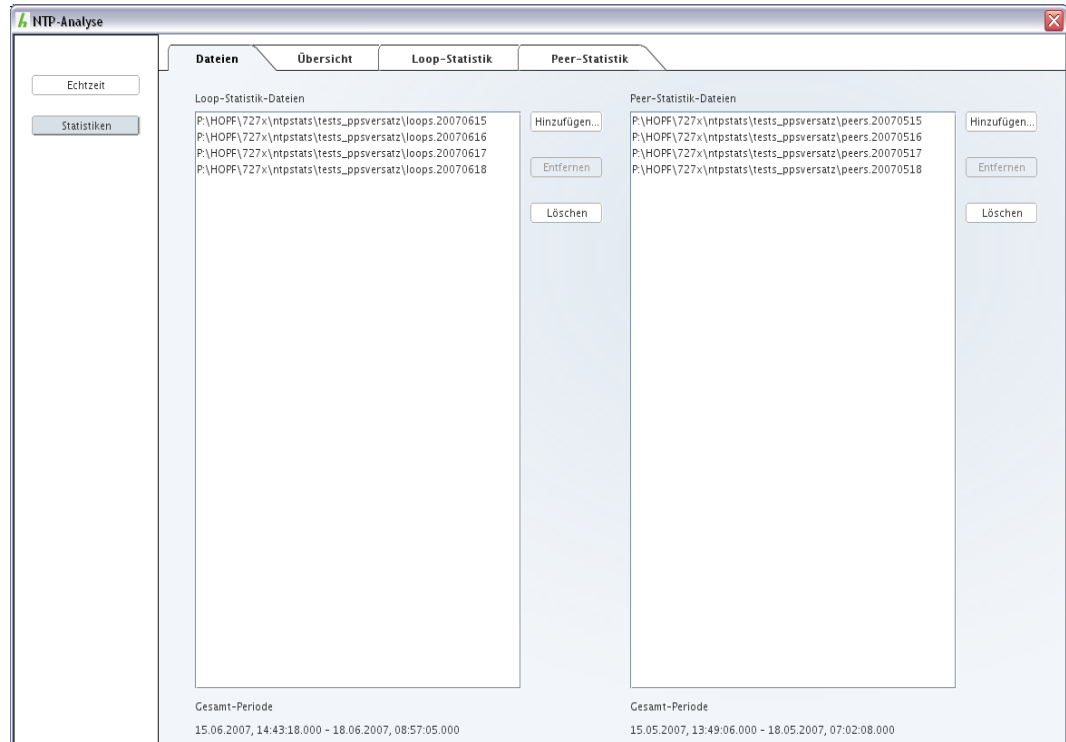 NTP-Analyse
Echtzeit
Statistiken
Dateien
Übersicht
Loop-Statistik
Peer-Statistik
Loop-Statistic-Dateien
P:\HOPF\727x\ntpstats\tests_ppsversatz\loops.20070615
P:\HOPF\727x\ntpstats\tests_ppsversatz\loops.20070616
P:\HOPF\727x\ntpstats\tests_ppsversatz\loops.20070617
P:\HOPF\727x\ntpstats\tests_ppsversatz\loops.20070618
Hinzufügen...
Entfernen
Löschen
Gesamt-Periode
15.06.2007, 14:43:18.000 - 18.06.2007, 08:57:05.000
Peer-Statistik-Dateien
P:\HOPF\727x\ntpstats\tests_ppsversatz\peers.20070515
P:\HOPF\727x\ntpstats\tests_ppsversatz\peers.20070516
P:\HOPF\727x\ntpstats\tests_ppsversatz\peers.20070517
P:\HOPF\727x\ntpstats\tests_ppsversatz\peers.20070518
Hinzufügen...
Entfernen
Löschen
Gesamt-Periode
15.05.2007, 13:49:06.000 - 18.05.2007, 07:02:08.000